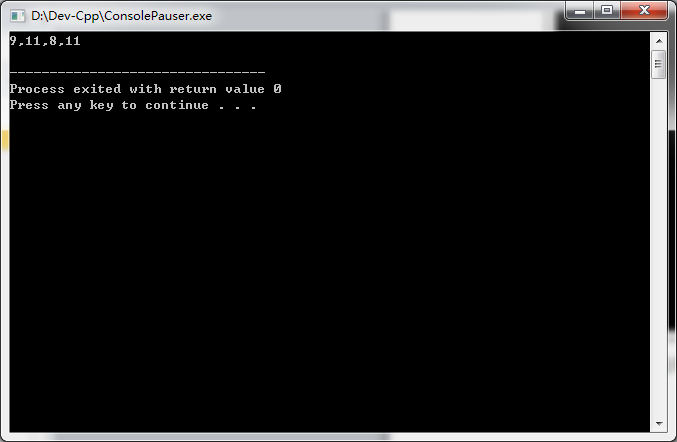 D:\Dev-Cpp\ConsolePauser.exe
9,11,8,11
--------------------------------
Process exited with return value 0
Press any key to continue . . .